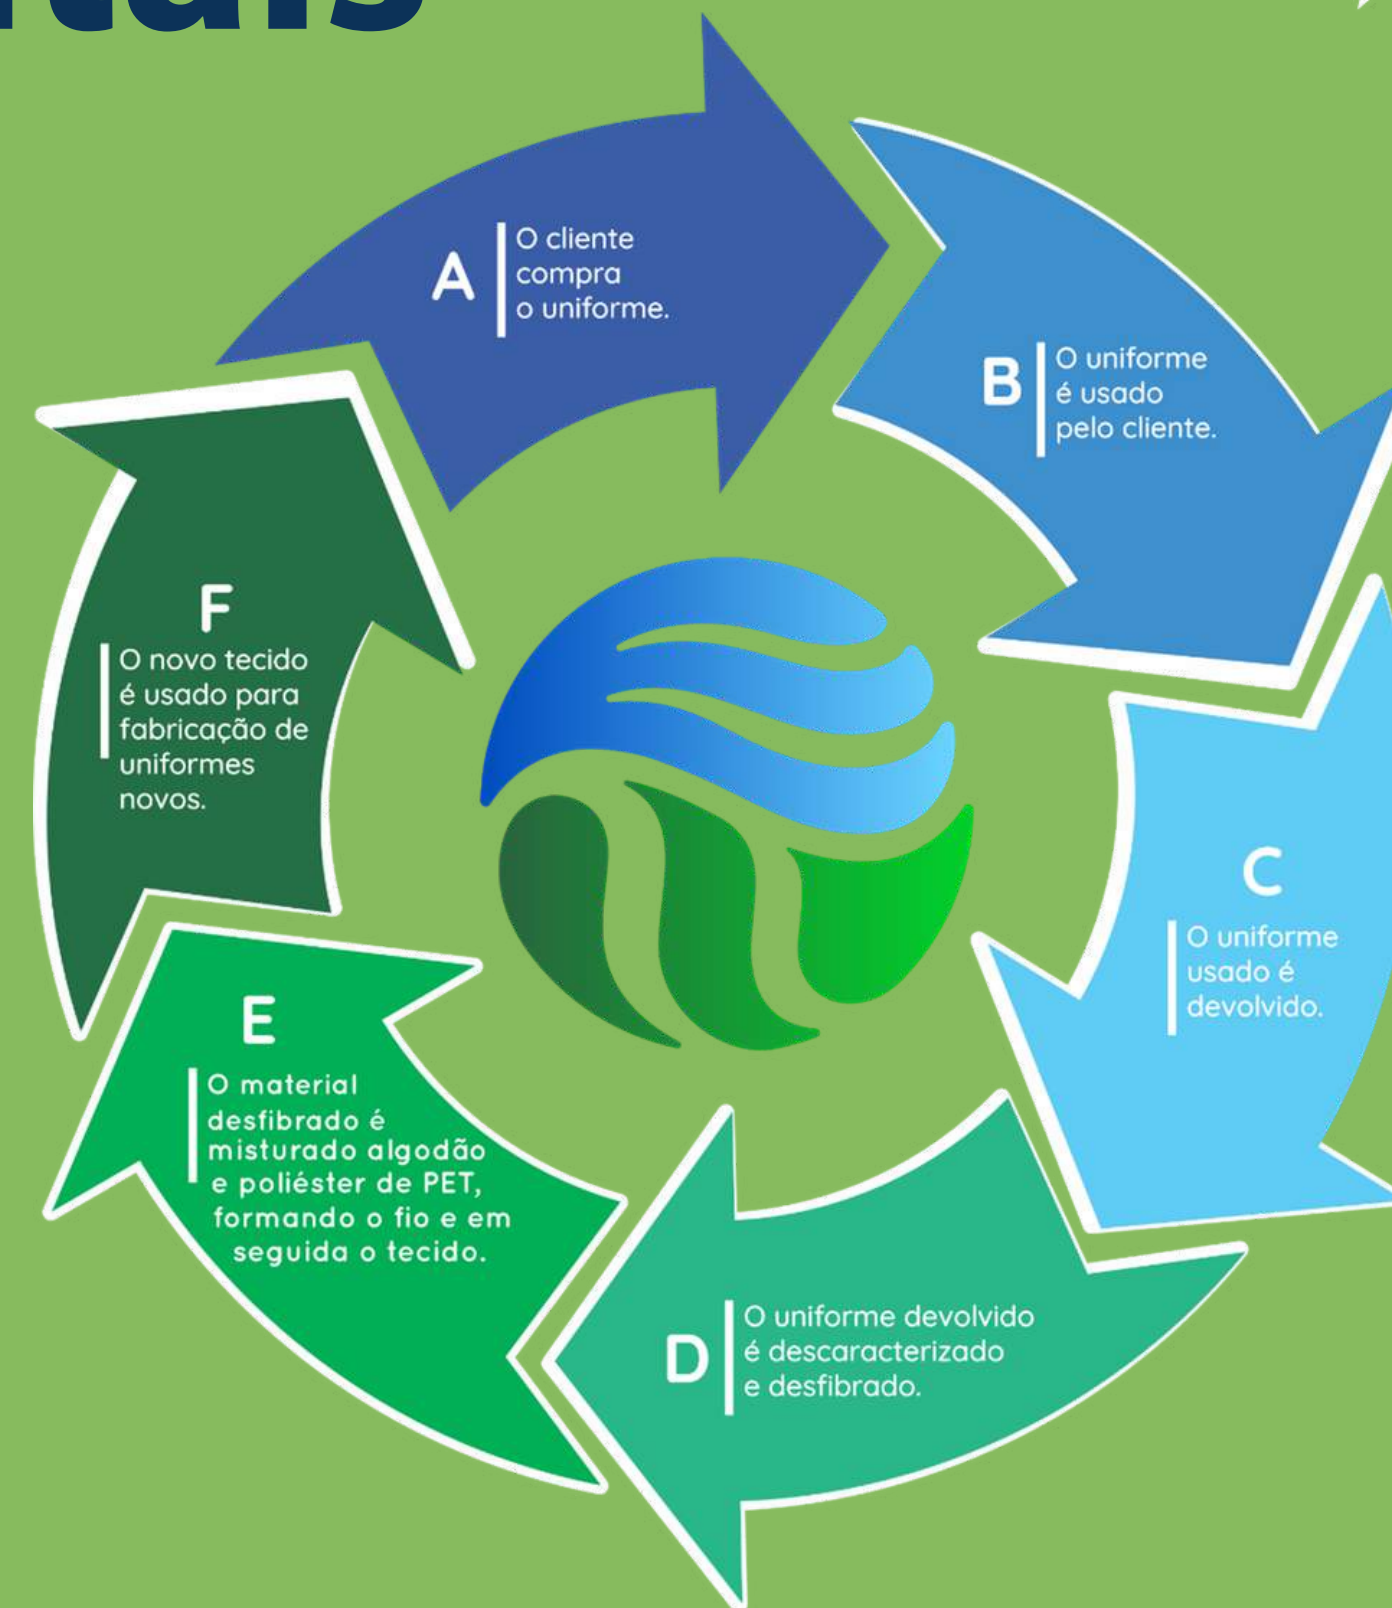 A
O cliente
compra
o uniforme.
B
O uniforme
é usado
pelo cliente.
C
O uniforme
usado é
devolvido.
D
O uniforme devolvido
é descaracterizado
e desfibrado.
E
O material
desfibrado é
misturado algodão
e poliéster de PET,
formando o fio e em
seguida o tecido.
F
O novo tecido
é usado para
fabricação de
uniformes
novos.